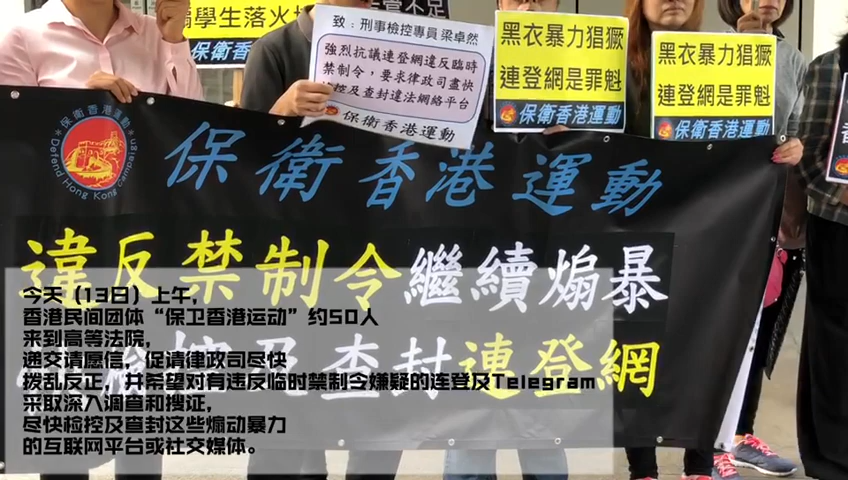 學生落火
保衛香港運動
致：刑事檢控專員梁卓然
強烈抗議連登網違反臨時
禁制令，要求律政司盡快
檢控及查封違法網絡平台
保衛香港運動
黑衣暴力猖獗
連登網是罪魁
保衛香港運動
黑衣暴力猖獗
連登網是罪魁
保衛香港運動
保衛香港運動
Defend Hong Kong Campaign
保衛香港運動
違反禁制令繼續煽暴
檢控及查封連登網
今天（13日）上午，
香港民间团体“保卫香港运动”约50人
来到高等法院，
递交请愿信，促请律政司尽快
拨乱反正，并希望对有违反临时禁制令嫌疑的连登及Telegram
采取深入调查和搜证，
尽快检控及查封这些煽动暴力
的互联网平台或社交媒体。